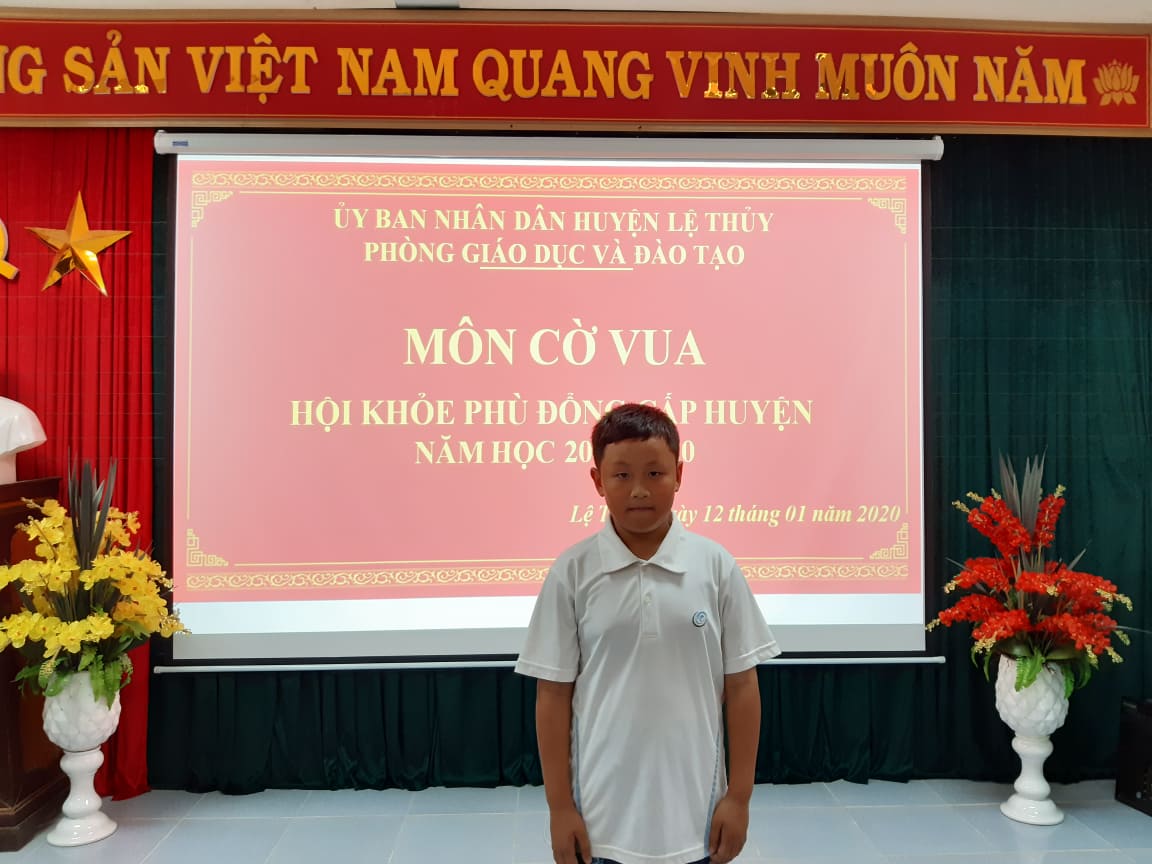 SẢN VIỆT NAM QUANG VINH MUÔN NĂM
ỦY BAN NHÂN DÂN HUYỆN LỆ THỦY
PHÒNG GIÁO DỤC VÀ ĐÀO TẠO
MÔN CỜ VUA
HỘI KHỎE PHÙ ĐỔNG CẤP HUYỆN
NĂM HỌC
Lệ 12 tháng 01 năm 2020